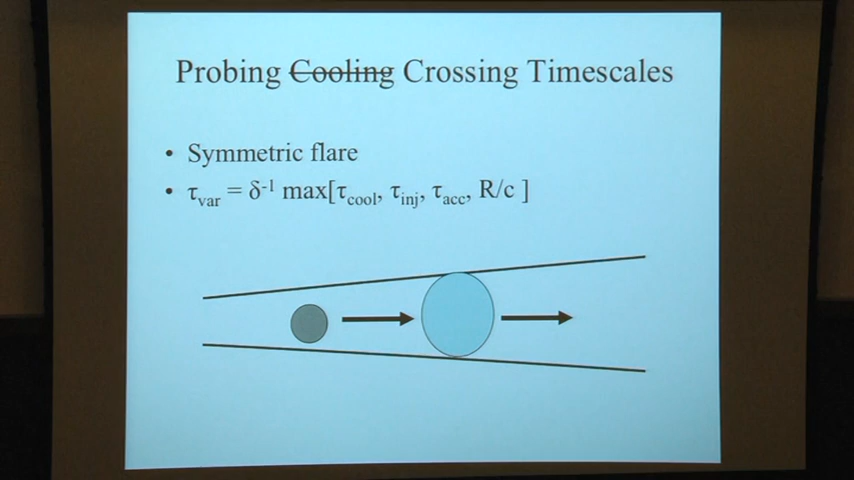 Probing Cooling Crossing Timescales
• Symmetric flare
• τvar = δ-1 max[τcool, τinj, τacc, R/c ]